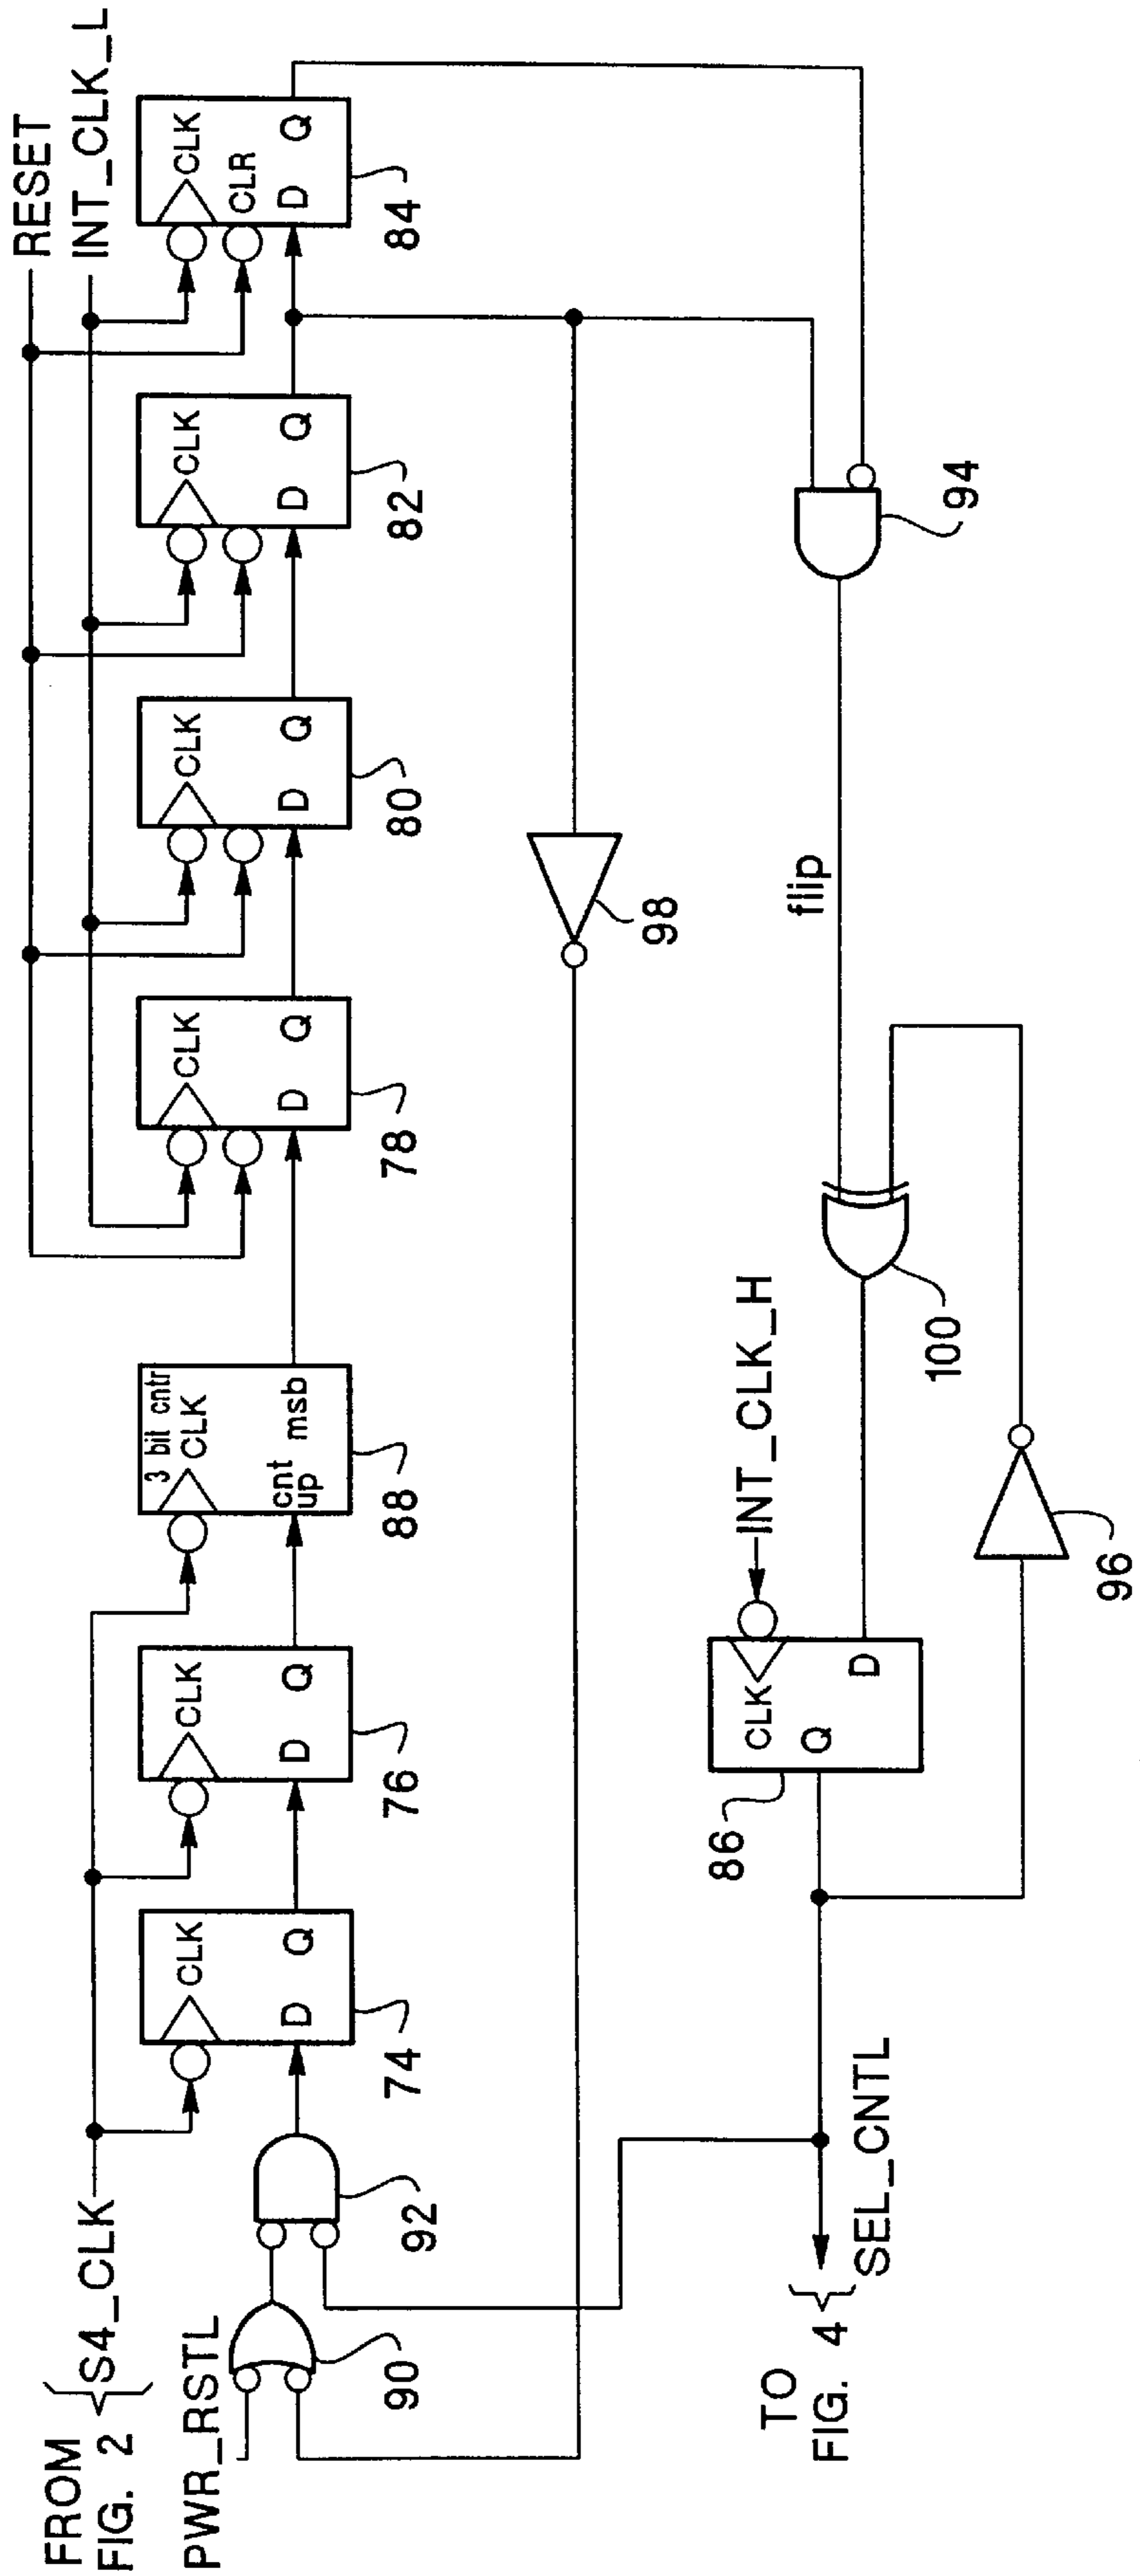 FROM
FIG. 2
S4_CLK
PWR_RSTL
90
92
CLK
D Q
74
CLK
D Q
76
3 bit cntr
CLK
cnt
up
msb
88
CLK
D Q
78
CLK
D Q
80
CLK
D Q
82
CLK
CLR
D Q
84
RESET
INT_CLK_L
98
94
flip
100
INT_CLK_H
CLK
Q
D
86
96
TO
FIG. 4
SEL_CNTL